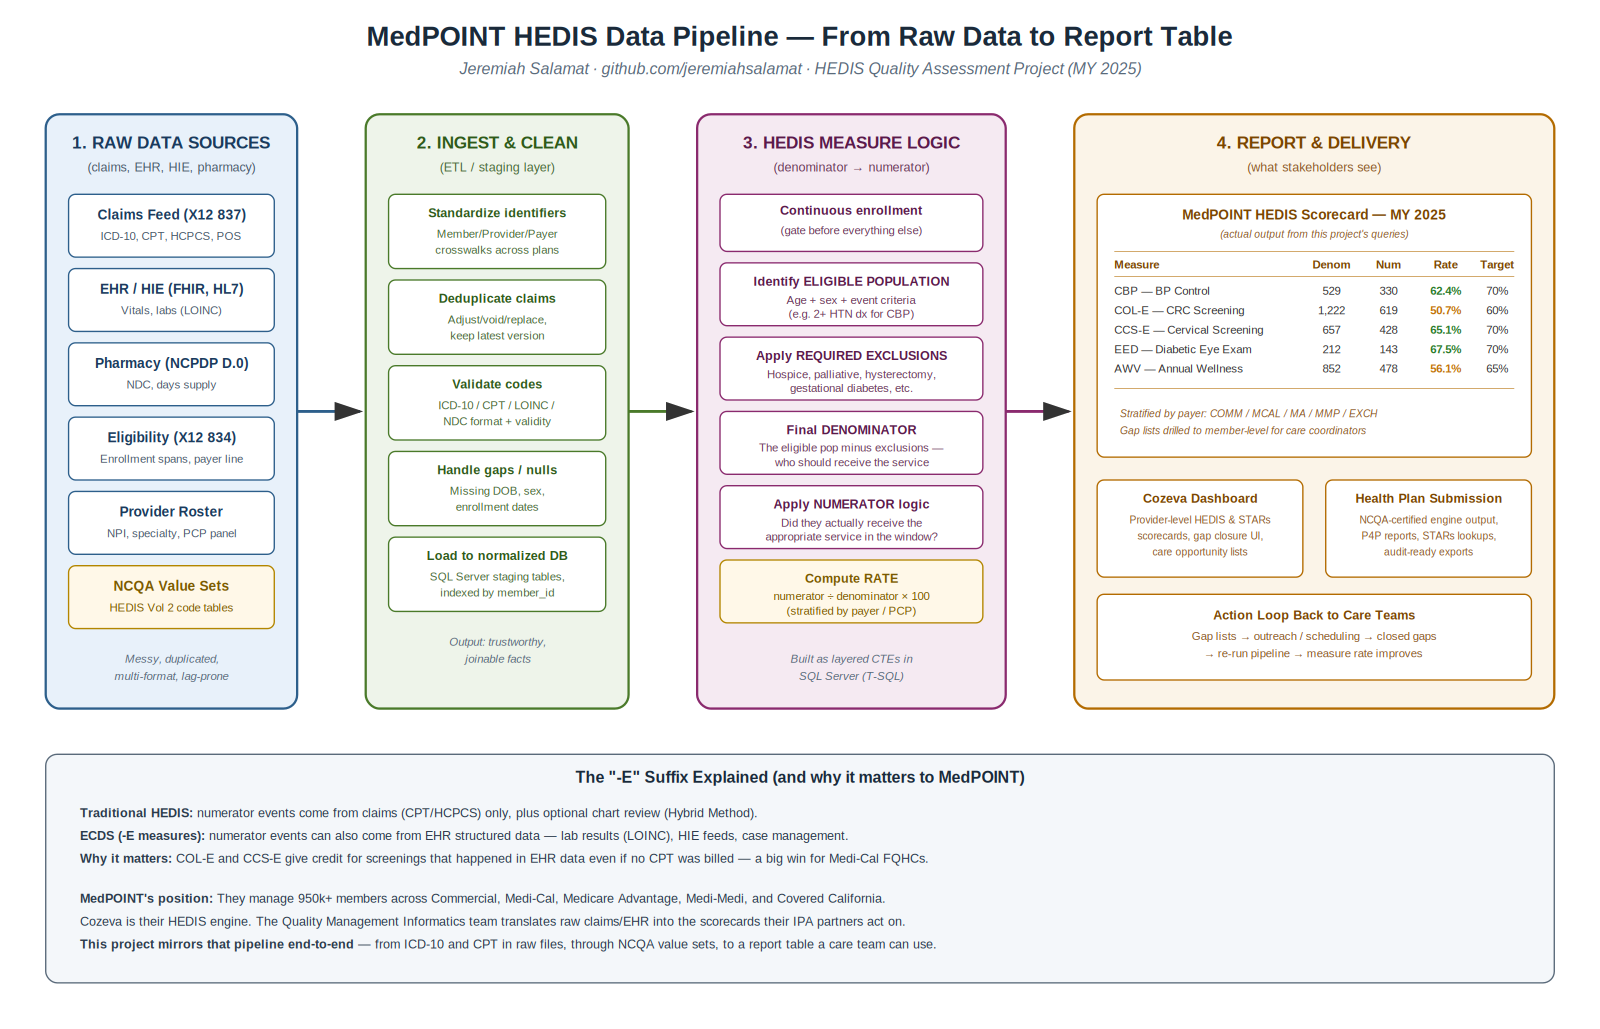 MedPOINT HEDIS Data Pipeline — From Raw Data to Report Table
Jeremiah Salamat · github.com/jeremiahsalamat · HEDIS Quality Assessment Project (MY 2025)
1. RAW DATA SOURCES
(claims, EHR, HIE, pharmacy)
Claims Feed (X12 837)
ICD-10, CPT, HCPCS, POS
EHR / HIE (FHIR, HL7)
Vitals, labs (LOINC)
Pharmacy (NCPDP D.0)
NDC, days supply
Eligibility (X12 834)
Enrollment spans, payer line
Provider Roster
NPI, specialty, PCP panel
NCQA Value Sets
HEDIS Vol 2 code tables
Messy, duplicated,
multi-format, lag-prone
2. INGEST & CLEAN
(ETL / staging layer)
Standardize identifiers
Member/Provider/Payer
crosswalks across plans
Deduplicate claims
Adjust/void/replace,
keep latest version
Validate codes
ICD-10 / CPT / LOINC /
NDC format + validity
Handle gaps / nulls
Missing DOB, sex,
enrollment dates
Load to normalized DB
SQL Server staging tables,
indexed by member_id
Output: trustworthy,
joinable facts
3. HEDIS MEASURE LOGIC
(denominator → numerator)
Continuous enrollment
(gate before everything else)
Identify ELIGIBLE POPULATION
Age + sex + event criteria
(e.g. 2+ HTN dx for CBP)
Apply REQUIRED EXCLUSIONS
Hospice, palliative, hysterectomy,
gestational diabetes, etc.
Final DENOMINATOR
The eligible pop minus exclusions —
who should receive the service
Apply NUMERATOR logic
Did they actually receive the
appropriate service in the window?
Compute RATE
numerator ÷ denominator × 100
(stratified by payer / PCP)
Built as layered CTEs in
SQL Server (T-SQL)
4. REPORT & DELIVERY
(what stakeholders see)
MedPOINT HEDIS Scorecard — MY 2025
(actual output from this project's queries)
Measure Denom Num Rate Target
CBP — BP Control 529 330 62.4% 70%
COL-E — CRC Screening 1,222 619 50.7% 60%
CCS-E — Cervical Screening 657 428 65.1% 70%
EED — Diabetic Eye Exam 212 143 67.5% 70%
AWV — Annual Wellness 852 478 56.1% 65%
Stratified by payer: COMM / MCAL / MA / MMP / EXCH
Gap lists drilled to member-level for care coordinators
Cozeva Dashboard
Provider-level HEDIS & STARs
scorecards, gap closure UI,
care opportunity lists
Health Plan Submission
NCQA-certified engine output,
P4P reports, STARs lookups,
audit-ready exports
Action Loop Back to Care Teams
Gap lists → outreach / scheduling → closed gaps
→ re-run pipeline → measure rate improves
The "-E" Suffix Explained (and why it matters to MedPOINT)
Traditional HEDIS: numerator events come from claims (CPT/HCPCS) only, plus optional chart review (Hybrid Method).
ECDS (-E measures): numerator events can also come from EHR structured data — lab results (LOINC), HIE feeds, case management.
Why it matters: COL-E and CCS-E give credit for screenings that happened in EHR data even if no CPT was billed — a big win for Medi-Cal FQHCs.
MedPOINT's position: They manage 950k+ members across Commercial, Medi-Cal, Medicare Advantage, Medi-Medi, and Covered California.
Cozeva is their HEDIS engine. The Quality Management Informatics team translates raw claims/EHR into the scorecards their IPA partners act on.
This project mirrors that pipeline end-to-end — from ICD-10 and CPT in raw files, through NCQA value sets, to a report table a care team can use.